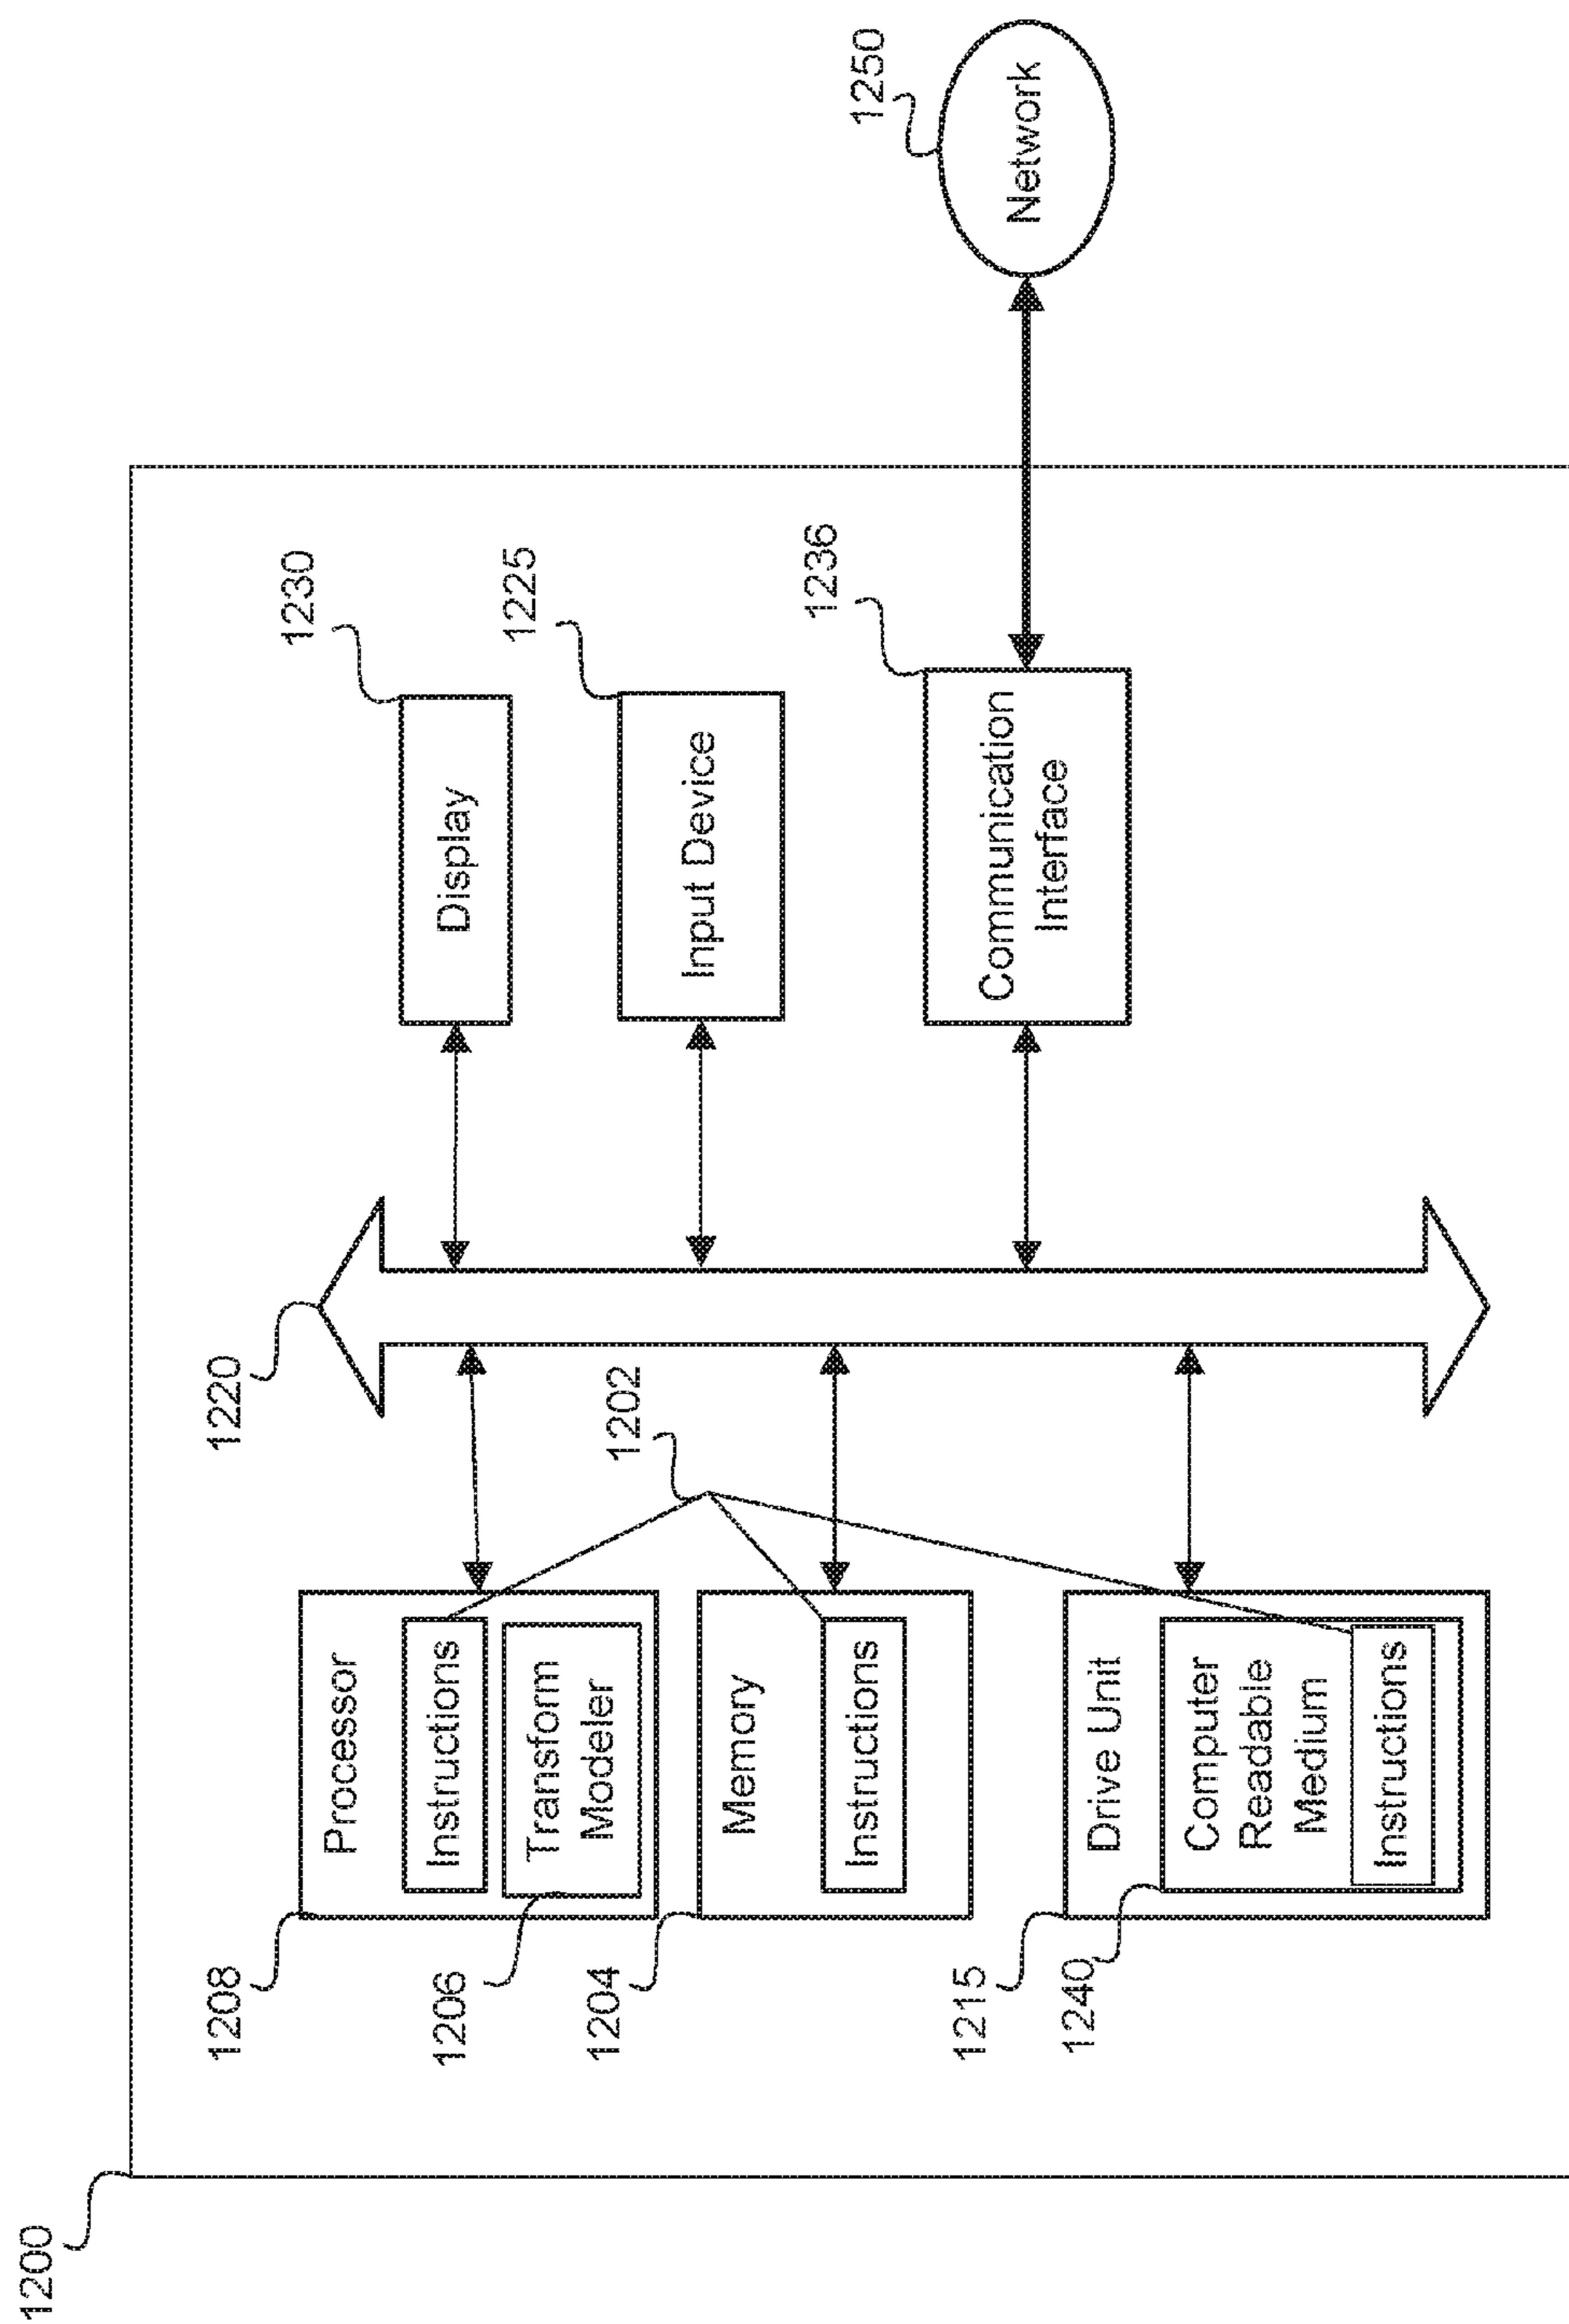 1200
1208
Processor
Instructions
1206
Transform
Modeler
1204
Memory
Instructions
1215
Drive Unit
1240
Computer
Readable
Medium
Instructions
1202
1220
1230
Display
1225
Input Device
1236
Communication
Interface
1250
Network